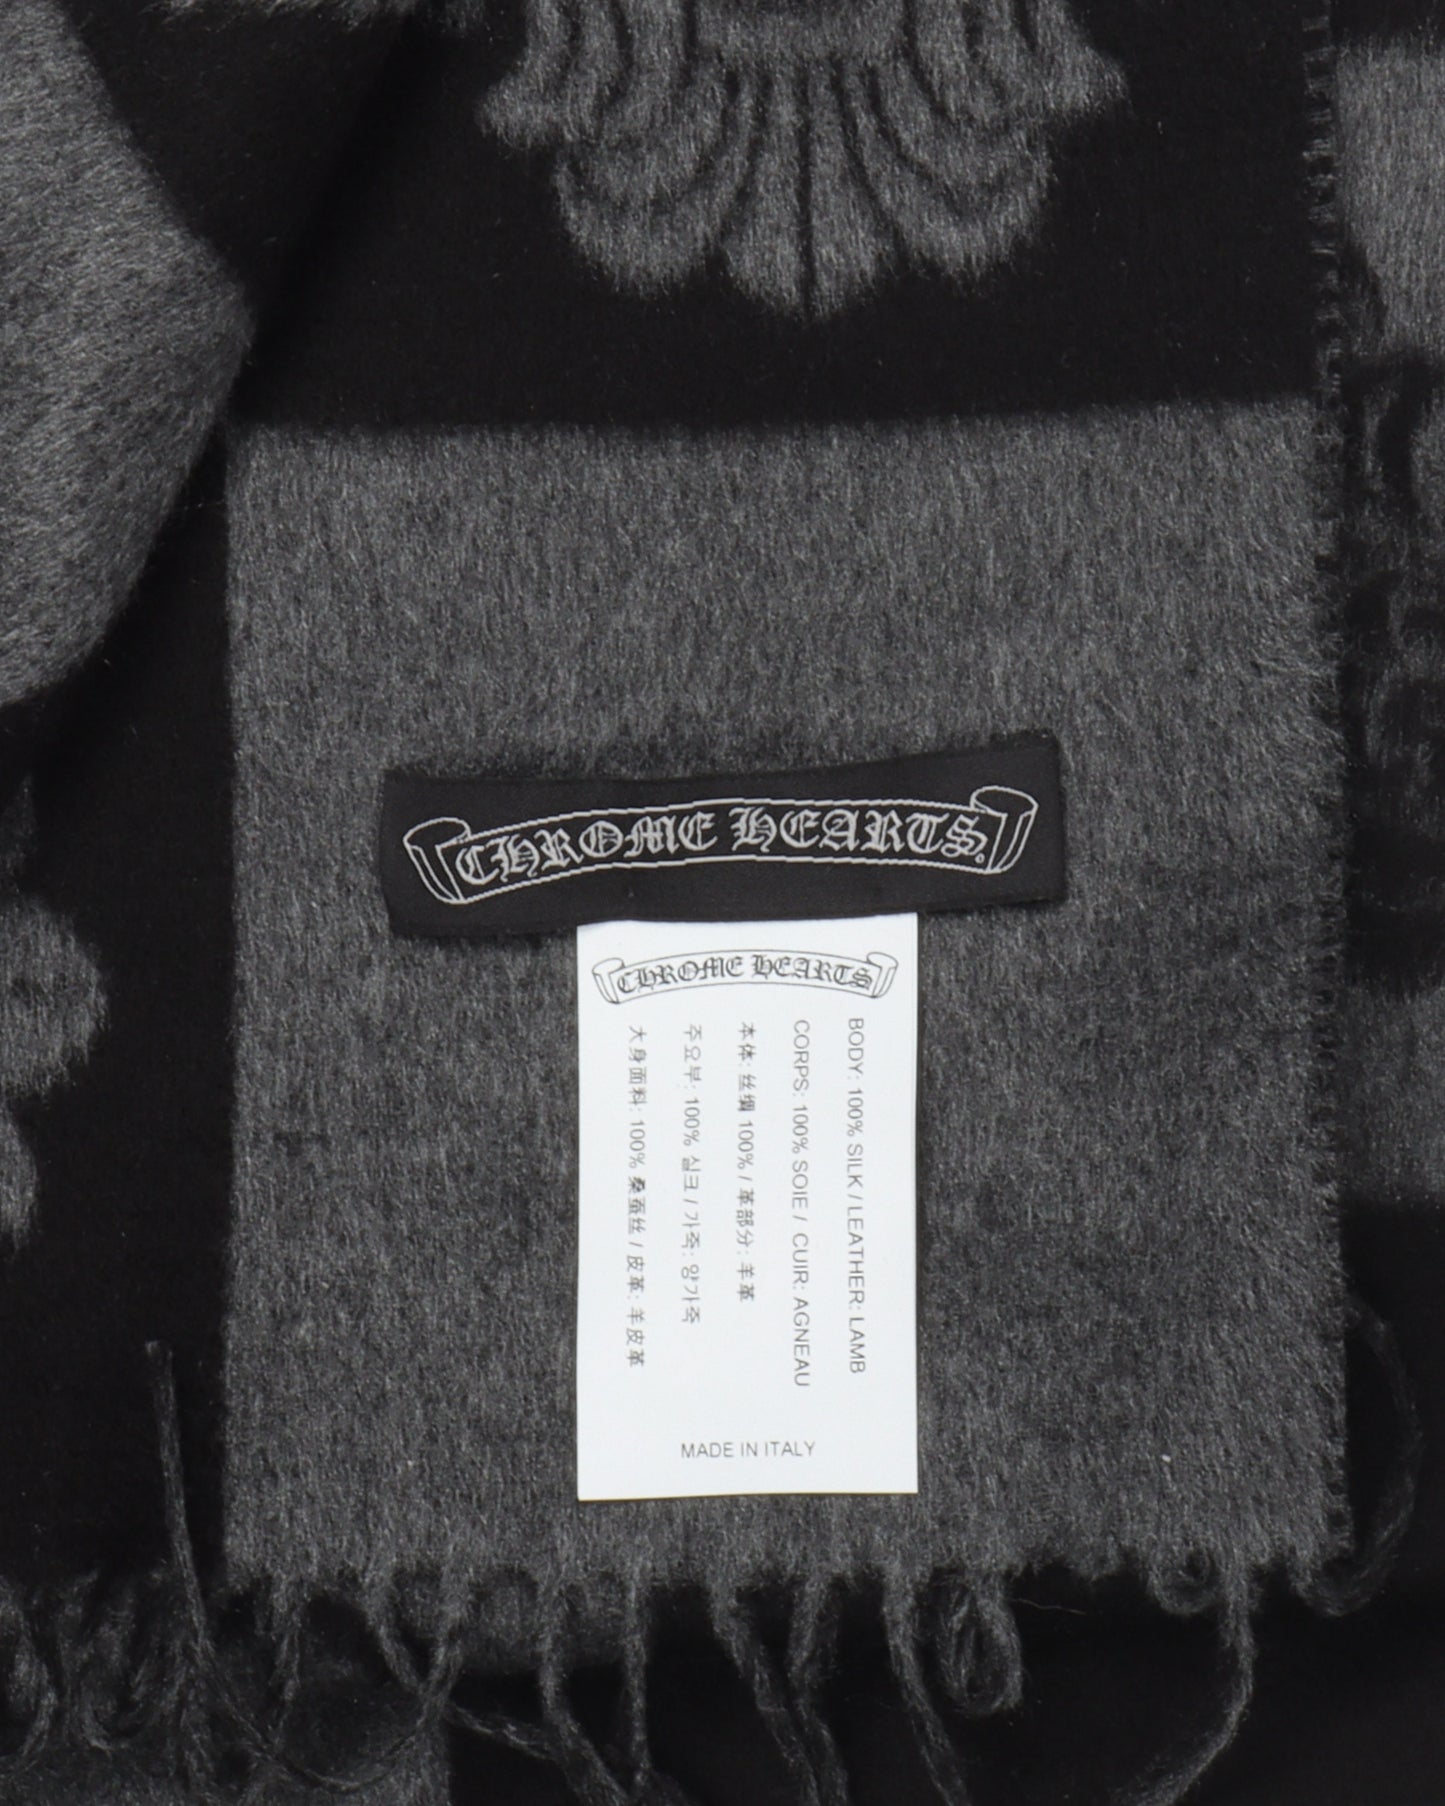 CHROME HEARTS
CHROME HEARTS
BODY: 100% SILK / LEATHER: LAMB
CORPS: 100% SOIE / CUIR: AGNEAU
本体: 丝绸 100% / 革部分: 羊革
주요부: 100% 실크 / 가죽: 양가죽
大身面料: 100% 桑蚕丝 / 皮革: 羊皮革
MADE IN ITALY